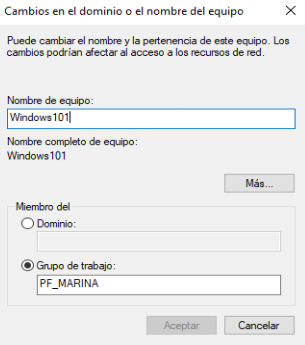 Cambios en el dominio o el nombre del equipo
Puede cambiar el nombre y la pertenencia de este equipo. Los
cambios podrían afectar al acceso a los recursos de red.
Nombre de equipo:
Windows101
Nombre completo de equipo:
Windows101
Más...
Miembro del
Dominio:
Grupo de trabajo:
PF_MARINA
Aceptar
Cancelar